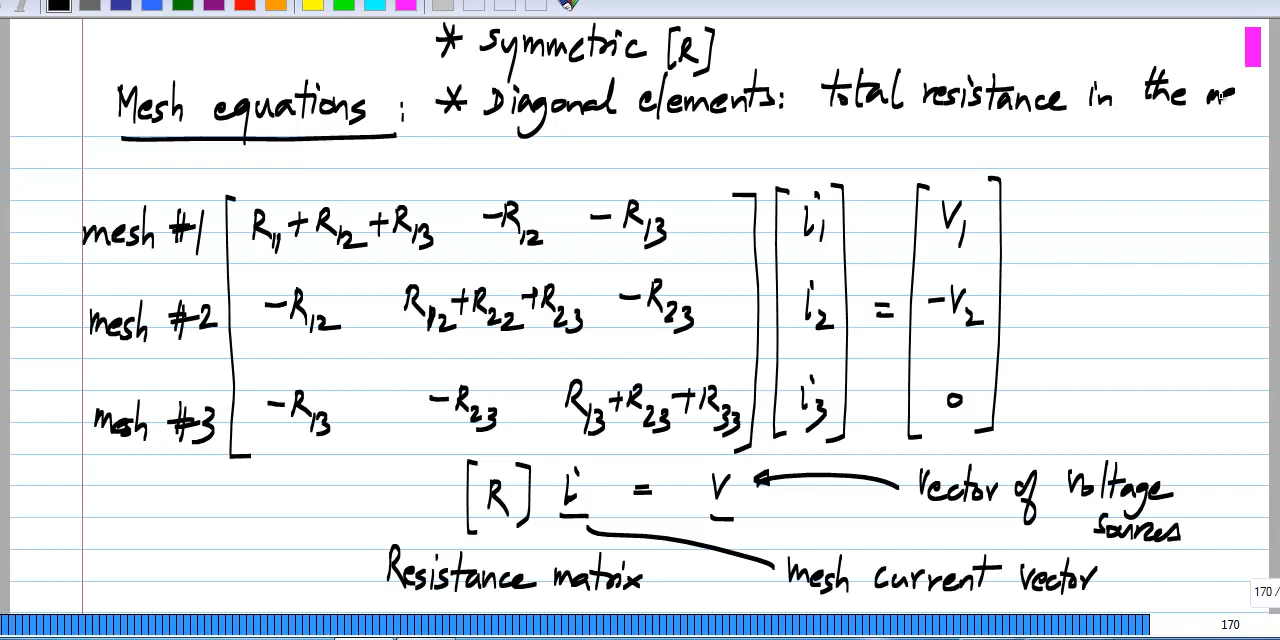 * Symmetric [R]
Mesh equations : * Diagonal elements: total resistance in the
mesh #1 [ R11 + R12 + R13 -R12 -R13 ] [ i1 ] [ V1 ]
mesh #2 [ -R12 R12 + R22 + R23 -R23 ] [ i2 ] = [ -V2 ]
mesh #3 [ -R13 -R23 R13 + R23 + R33 ] [ i3 ] [ 0 ]
[R] i = V vector of voltage
sources
Resistance matrix mesh current vector
170 /
170